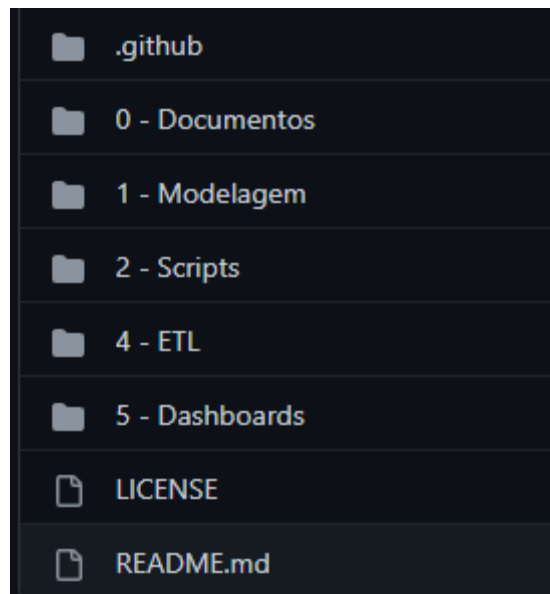 .github
0 - Documentos
1 - Modelagem
2 - Scripts
4 - ETL
5 - Dashboards
LICENSE
README.md